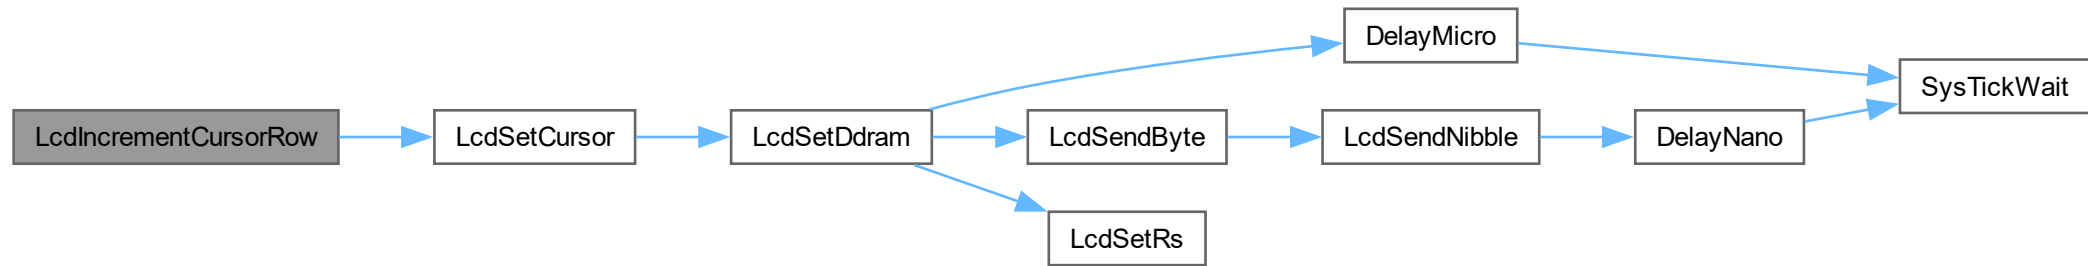 LcdIncrementCursorRow
LcdSetCursor
LcdSetDdram
DelayMicro
LcdSendByte
LcdSetRs
LcdSendNibble
DelayNano
SysTickWait